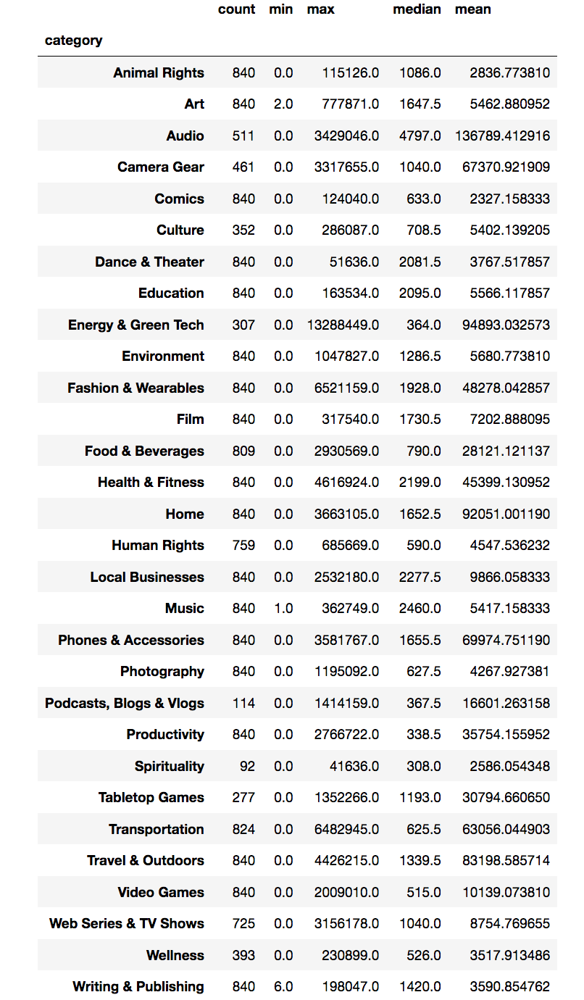 count min max median mean
category
Animal Rights 840 0.0 115126.0 1086.0 2836.773810
Art 840 2.0 777871.0 1647.5 5462.880952
Audio 511 0.0 3429046.0 4797.0 136789.412916
Camera Gear 461 0.0 3317655.0 1040.0 67370.921909
Comics 840 0.0 124040.0 633.0 2327.158333
Culture 352 0.0 286087.0 708.5 5402.139205
Dance & Theater 840 0.0 51636.0 2081.5 3767.517857
Education 840 0.0 163534.0 2095.0 5566.117857
Energy & Green Tech 307 0.0 13288449.0 364.0 94893.032573
Environment 840 0.0 1047827.0 1286.5 5680.773810
Fashion & Wearables 840 0.0 6521159.0 1928.0 48278.042857
Film 840 0.0 317540.0 1730.5 7202.888095
Food & Beverages 809 0.0 2930569.0 790.0 28121.121137
Health & Fitness 840 0.0 4616924.0 2199.0 45399.130952
Home 840 0.0 3663105.0 1652.5 92051.001190
Human Rights 759 0.0 685669.0 590.0 4547.536232
Local Businesses 840 0.0 2532180.0 2277.5 9866.058333
Music 840 1.0 362749.0 2460.0 5417.158333
Phones & Accessories 840 0.0 3581767.0 1655.5 69974.751190
Photography 840 0.0 1195092.0 627.5 4267.927381
Podcasts, Blogs & Vlogs 114 0.0 1414159.0 367.5 16601.263158
Productivity 840 0.0 2766722.0 338.5 35754.155952
Spirituality 92 0.0 41636.0 308.0 2586.054348
Tabletop Games 277 0.0 1352266.0 1193.0 30794.660650
Transportation 824 0.0 6482945.0 625.5 63056.044903
Travel & Outdoors 840 0.0 4426215.0 1339.5 83198.585714
Video Games 840 0.0 2009010.0 515.0 10139.073810
Web Series & TV Shows 725 0.0 3156178.0 1040.0 8754.769655
Wellness 393 0.0 230899.0 526.0 3517.913486
Writing & Publishing 840 6.0 198047.0 1420.0 3590.854762